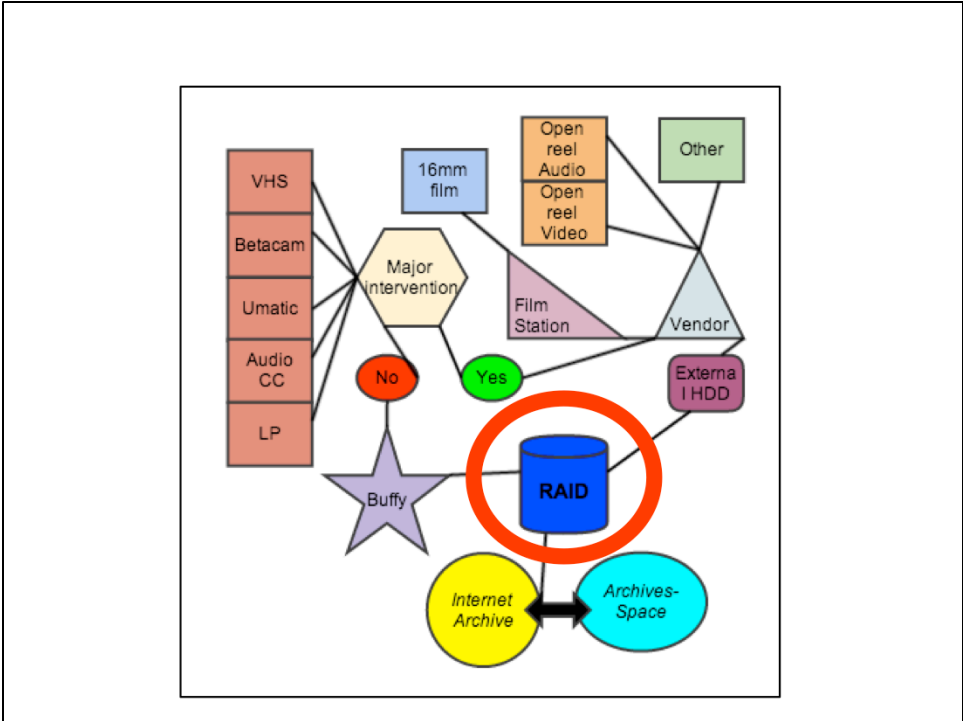 VHS
Betacam
Umatic
Audio
CC
LP
16mm
film
Open
reel
Audio
Open
reel
Video
Other
Major
intervention
Film
Station
Vendor
No
Yes
Externa
l HDD
Buffy
RAID
Internet
Archive
Archives-
Space